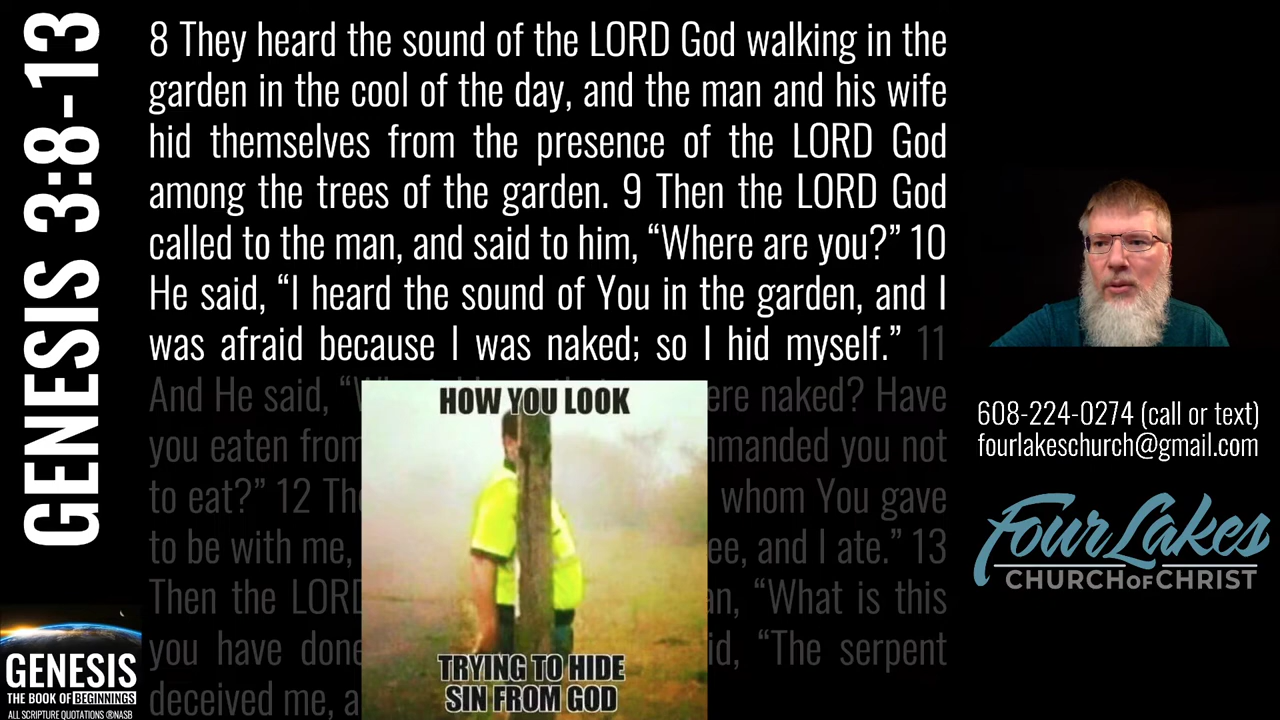 GENESIS 3:8-13
8 They heard the sound of the LORD God walking in the
garden in the cool of the day, and the man and his wife
hid themselves from the presence of the LORD God
among the trees of the garden. 9 Then the LORD God
called to the man, and said to him, “Where are you?” 10
He said, “I heard the sound of You in the garden, and I
was afraid because I was naked; so I hid myself.” 11
And He said, “ ere naked? Have
you eaten from manded you not
to eat?” 12 Th whom You gave
to be with me, ee, and I ate.” 13
Then the LORD an, “What is this
you have done id, “The serpent
deceived me, a
HOW YOU LOOK
TRYING TO HIDE
SIN FROM GOD
608-224-0274 (call or text)
fourlakeschurch@gmail.com
Four Lakes
CHURCH OF CHRIST
GENESIS
THE BOOK OF BEGINNINGS
ALL SCRIPTURE QUOTATIONS ®NASB